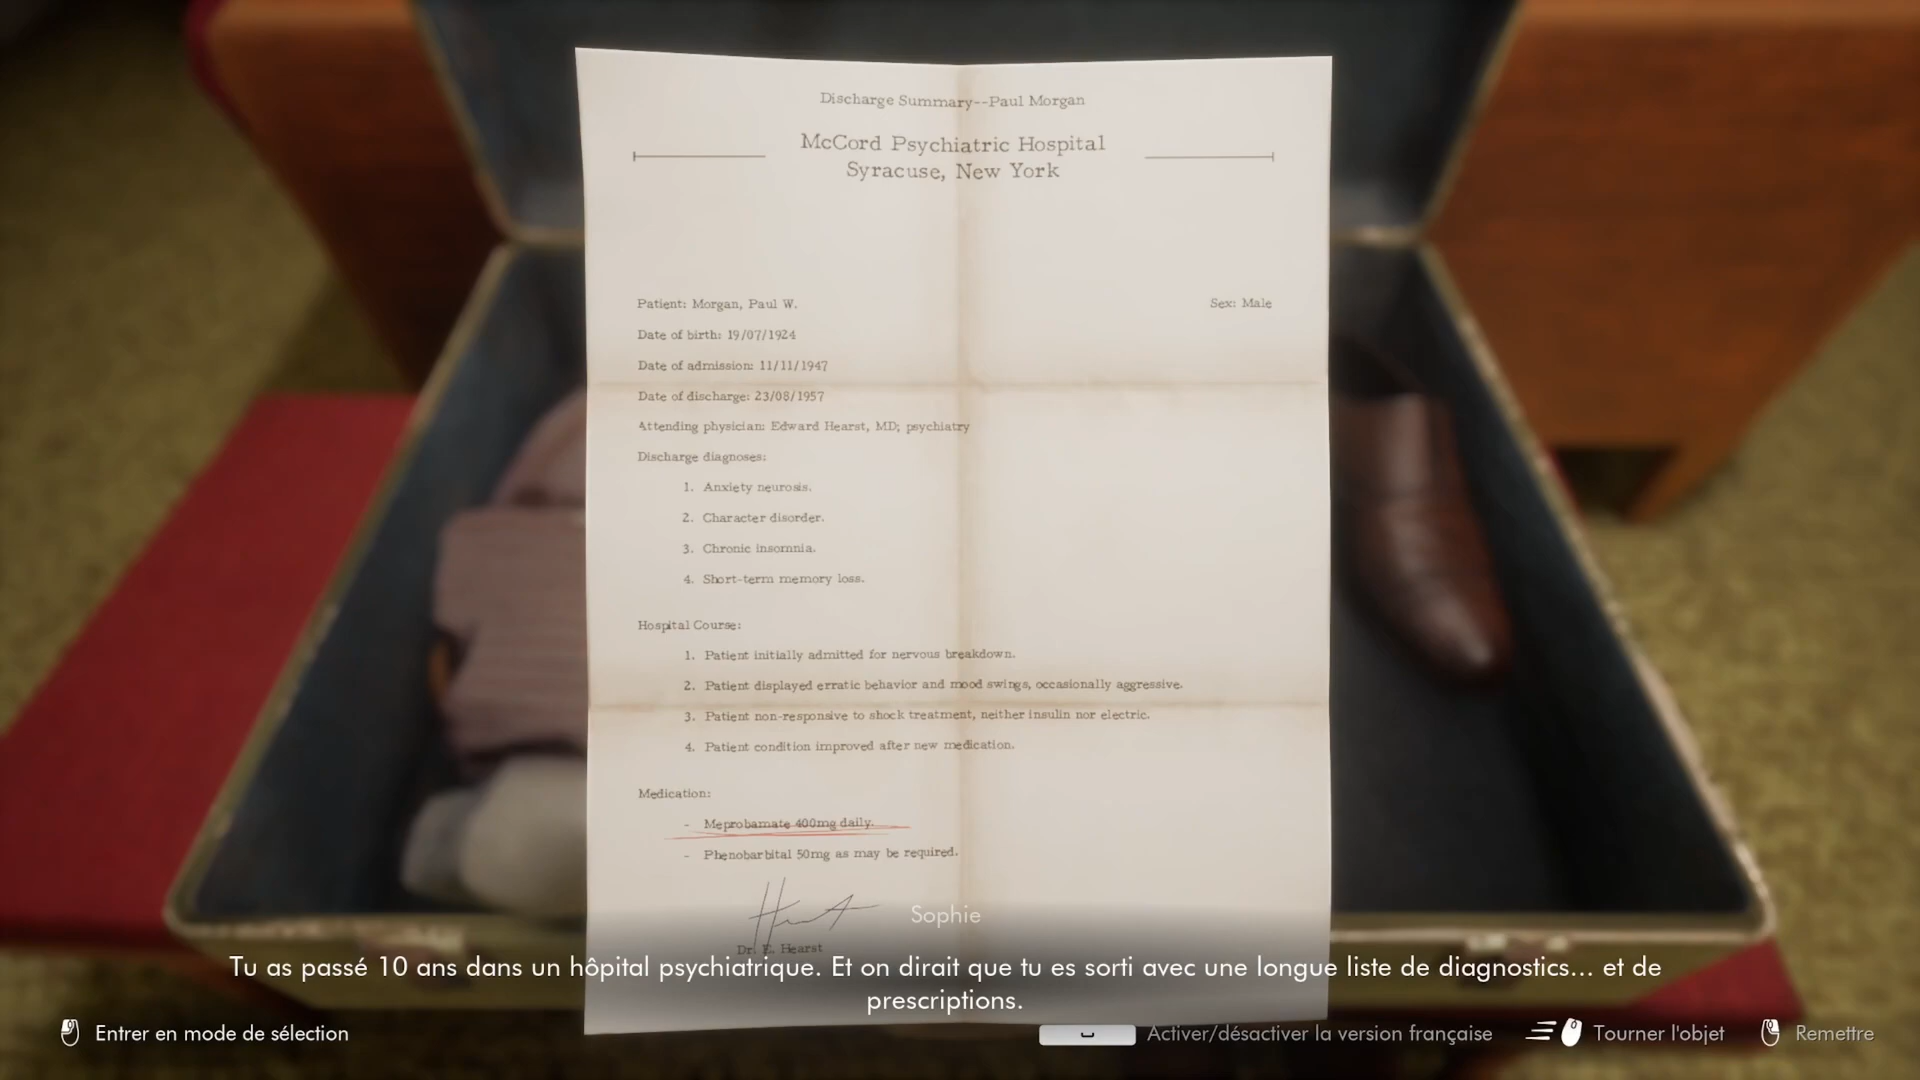 Discharge Summary--Paul Morgan
McCord Psychiatric Hospital
Syracuse, New York
Patient: Morgan, Paul W.
Sex: Male
Date of birth: 19/07/1924
Date of admission: 11/11/1947
Date of discharge: 23/08/1957
Attending physician: Edward Hearst, MD; psychiatry
Discharge diagnoses:
1. Anxiety neurosis.
2. Character disorder.
3. Chronic insomnia.
4. Short-term memory loss.
Hospital Course:
1. Patient initially admitted for nervous breakdown.
2. Patient displayed erratic behavior and mood swings, occasionally aggressive.
3. Patient non-responsive to shock treatment, neither insulin nor electric.
4. Patient condition improved after new medication.
Medication:
- Meprobamate 400mg daily.
- Phenobarbital 50mg as may be required.
Dr. E. Hearst
Sophie
Tu as passé 10 ans dans un hôpital psychiatrique. Et on dirait que tu es sorti avec une longue liste de diagnostics... et de
prescriptions.
Entrer en mode de sélection
Activer/désactiver la version française
Tourner l'objet
Remettre